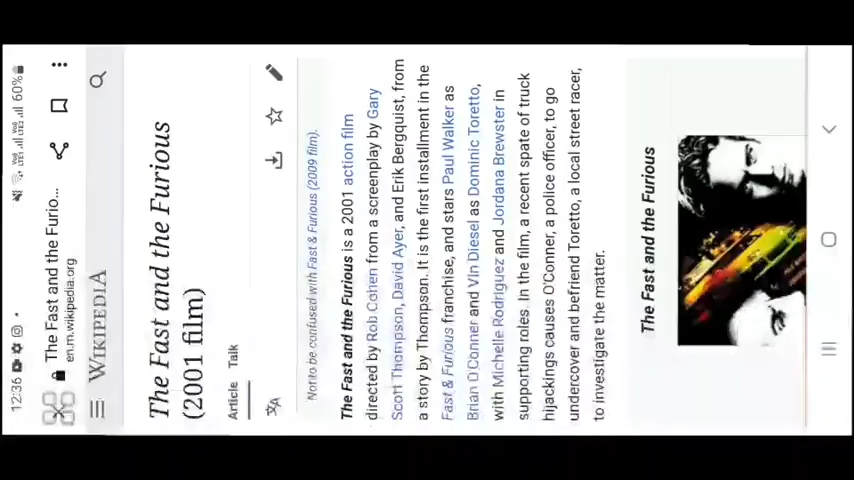 12:36
60%
The Fast and the Furio...
en.m.wikipedia.org
WIKIPEDIA
The Fast and the Furious
(2001 film)
Article Talk
Not to be confused with Fast & Furious (2009 film).
The Fast and the Furious is a 2001 action film
directed by Rob Cohen from a screenplay by Gary
Scott Thompson, David Ayer, and Erik Bergquist, from
a story by Thompson. It is the first installment in the
Fast & Furious franchise, and stars Paul Walker as
Brian O'Conner and Vin Diesel as Dominic Toretto,
with Michelle Rodriguez and Jordana Brewster in
supporting roles. In the film, a recent spate of truck
hijackings causes O'Conner, a police officer, to go
undercover and befriend Toretto, a local street racer,
to investigate the matter.
The Fast and the Furious